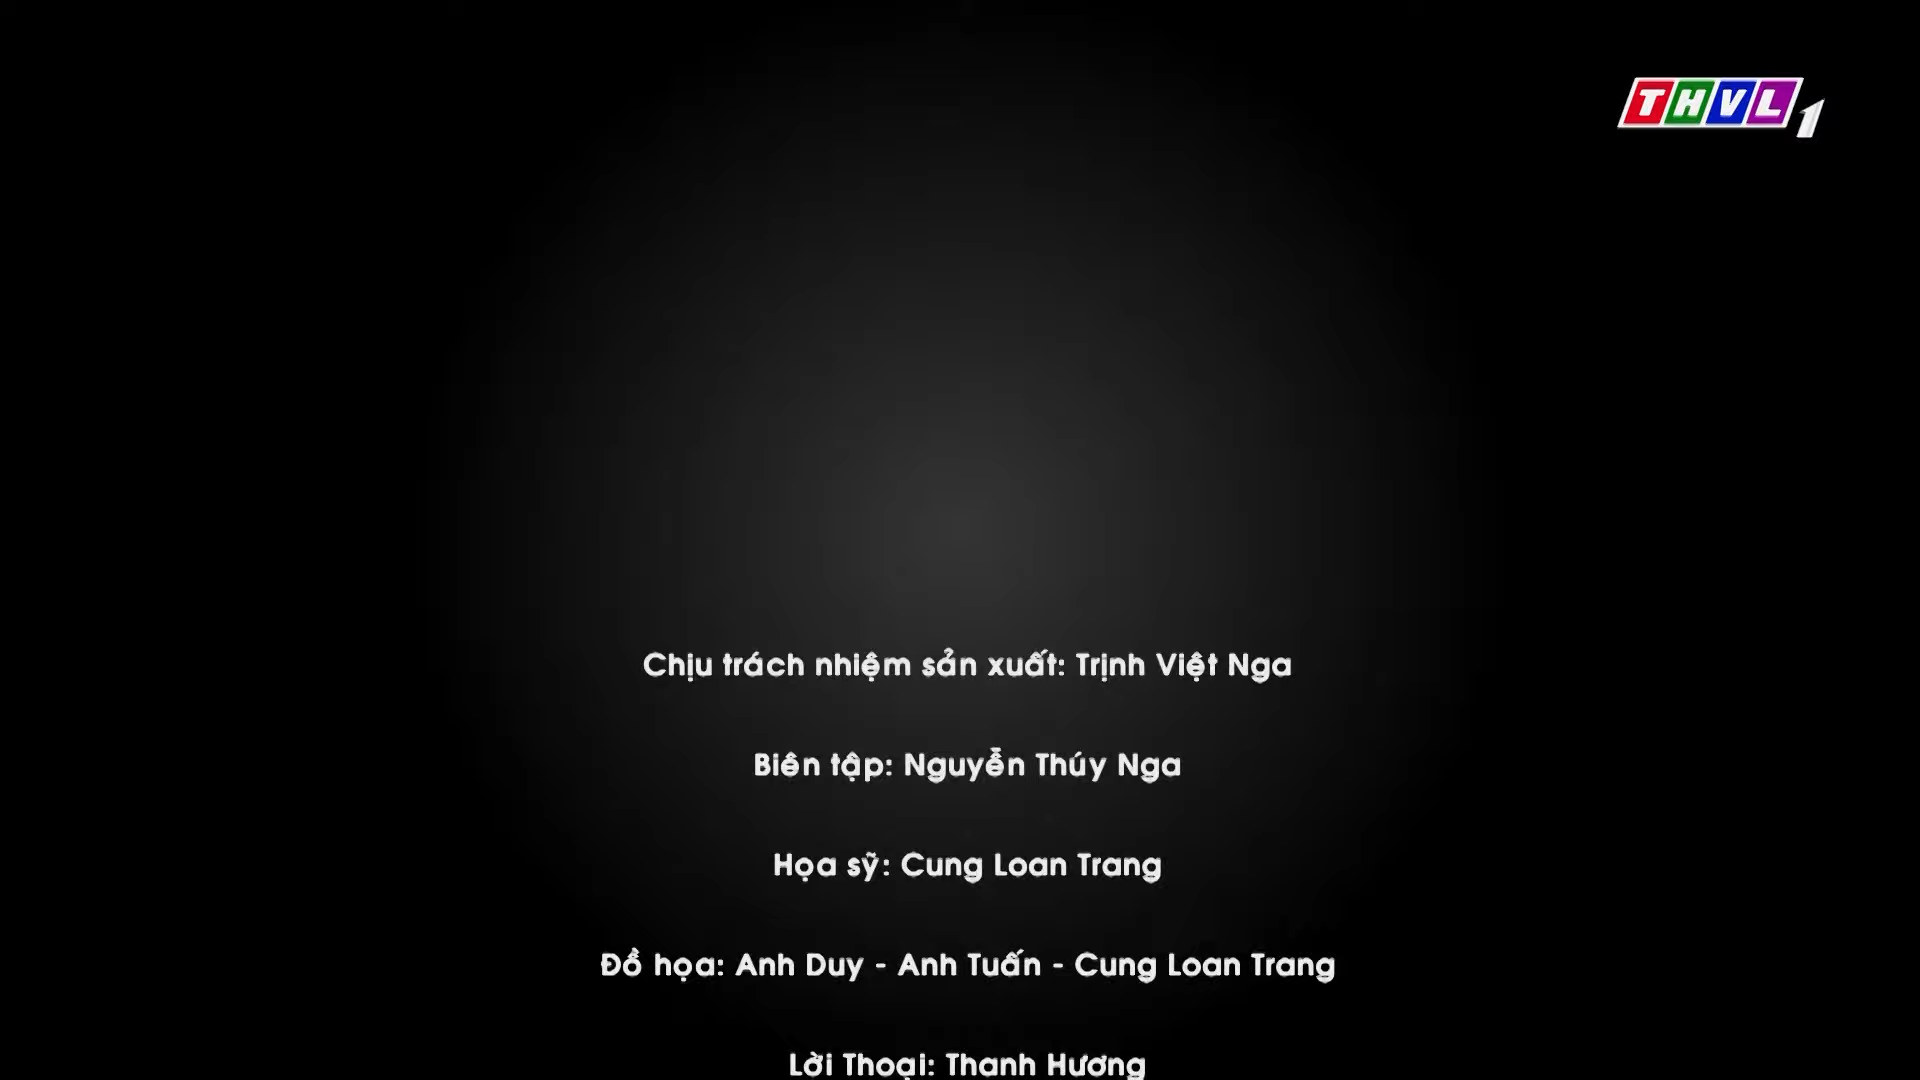 THVL1
Chịu trách nhiệm sản xuất: Trịnh Việt Nga
Biên tập: Nguyễn Thúy Nga
Họa sỹ: Cung Loan Trang
Đồ họa: Anh Duy - Anh Tuấn - Cung Loan Trang
Lời Thoại: Thanh Hương